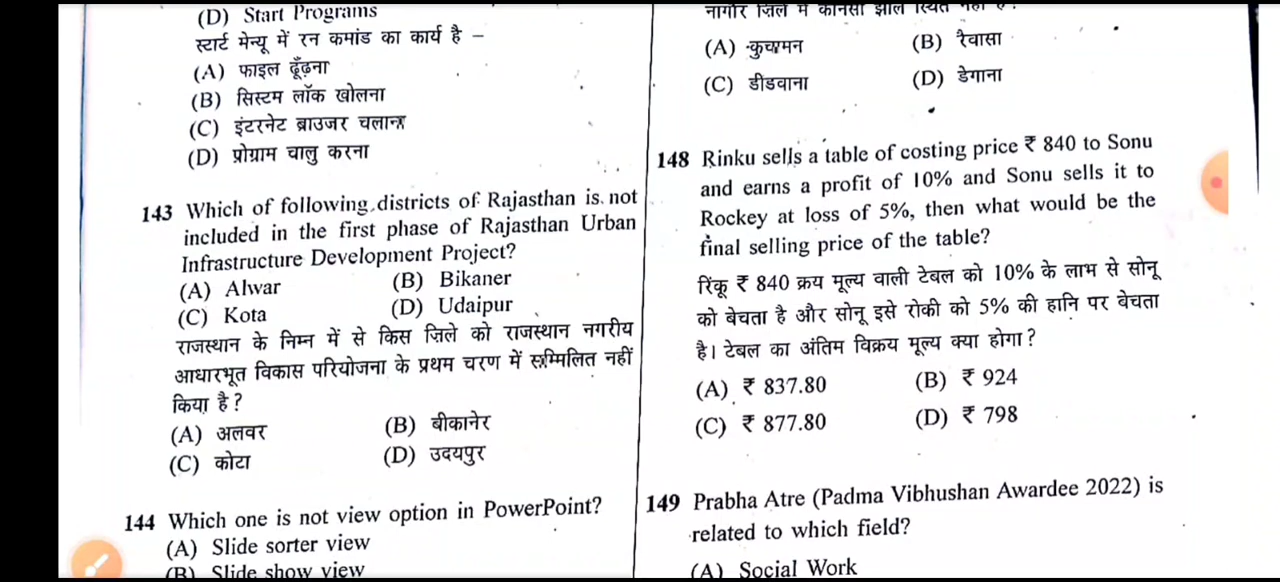 (D) Start Programs
स्टार्ट मेन्यू में रन कमांड का कार्य है –
(A) फाइल ढूँढ़ना
(B) सिस्टम लॉक खोलना
(C) इंटरनेट ब्राउजर चलाना
(D) प्रोग्राम चालु करना
143 Which of following districts of Rajasthan is not
included in the first phase of Rajasthan Urban
Infrastructure Development Project?
(A) Alwar (B) Bikaner
(C) Kota (D) Udaipur
राजस्थान के निम्न में से किस ज़िले को राजस्थान नगरीय
आधारभूत विकास परियोजना के प्रथम चरण में सम्मिलित नहीं
किया है ?
(A) अलवर (B) बीकानेर
(C) कोटा (D) उदयपुर
144 Which one is not view option in PowerPoint?
(A) Slide sorter view
(B) Slide show view
नागौर ज़िले में कौनसी झील स्थित नहीं है ?
(A) कुचामन (B) रैवासा
(C) डीडवाना (D) डेगाना
148 Rinku sells a table of costing price ₹ 840 to Sonu
and earns a profit of 10% and Sonu sells it to
Rockey at loss of 5%, then what would be the
final selling price of the table?
रिंकू ₹ 840 क्रय मूल्य वाली टेबल को 10% के लाभ से सोनू
को बेचता है और सोनू इसे रोकी को 5% की हानि पर बेचता
है। टेबल का अंतिम विक्रय मूल्य क्या होगा ?
(A) ₹ 837.80 (B) ₹ 924
(C) ₹ 877.80 (D) ₹ 798
149 Prabha Atre (Padma Vibhushan Awardee 2022) is
related to which field?
(A) Social Work